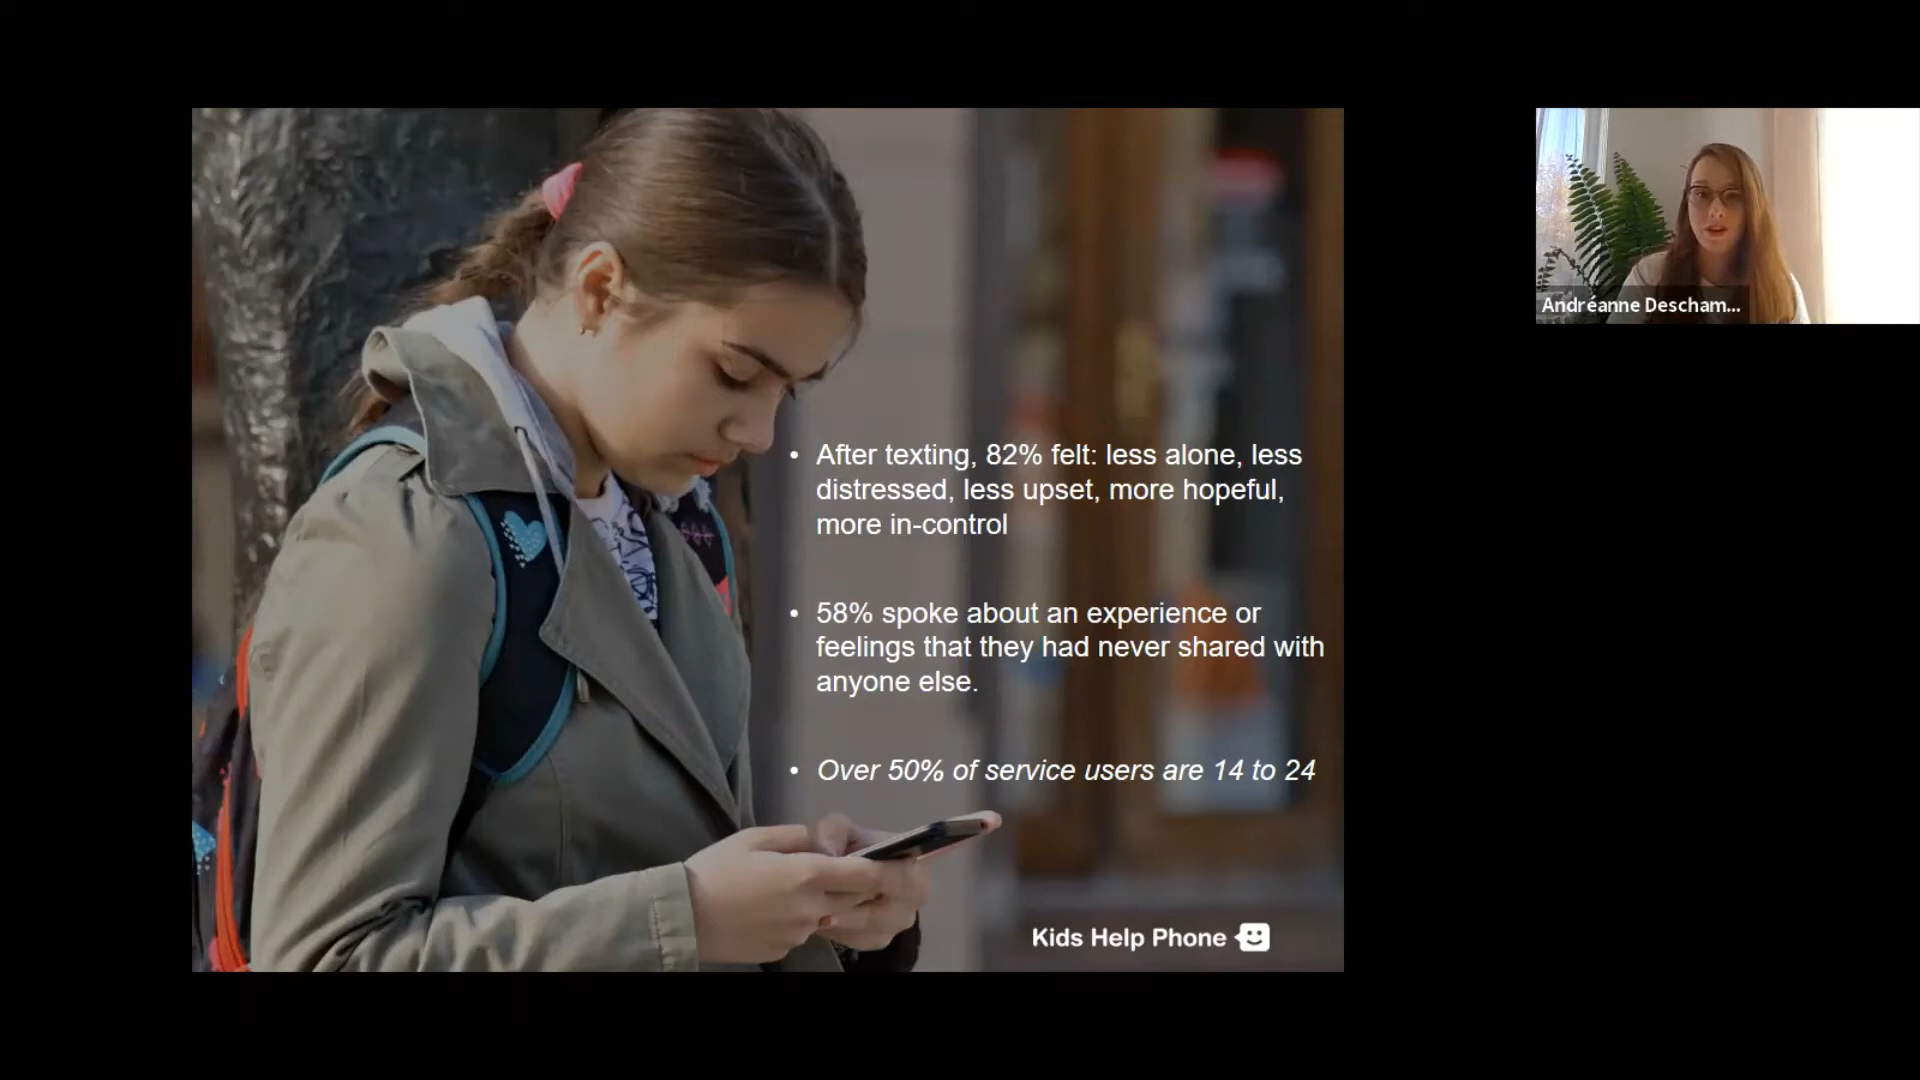 • After texting, 82% felt: less alone, less
distressed, less upset, more hopeful,
more in-control
• 58% spoke about an experience or
feelings that they had never shared with
anyone else.
• Over 50% of service users are 14 to 24
Kids Help Phone
Andréanne Descham...